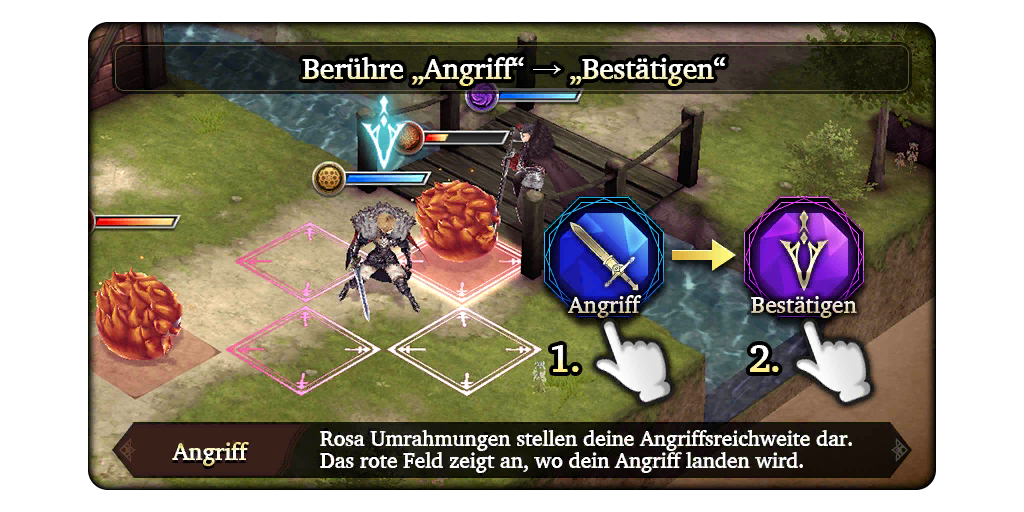 Berühre „Angriff“ → „Bestätigen“
Angriff
Bestätigen
1.
2.
Angriff
Rosa Umrahmungen stellen deine Angriffsreichweite dar.
Das rote Feld zeigt an, wo dein Angriff landen wird.